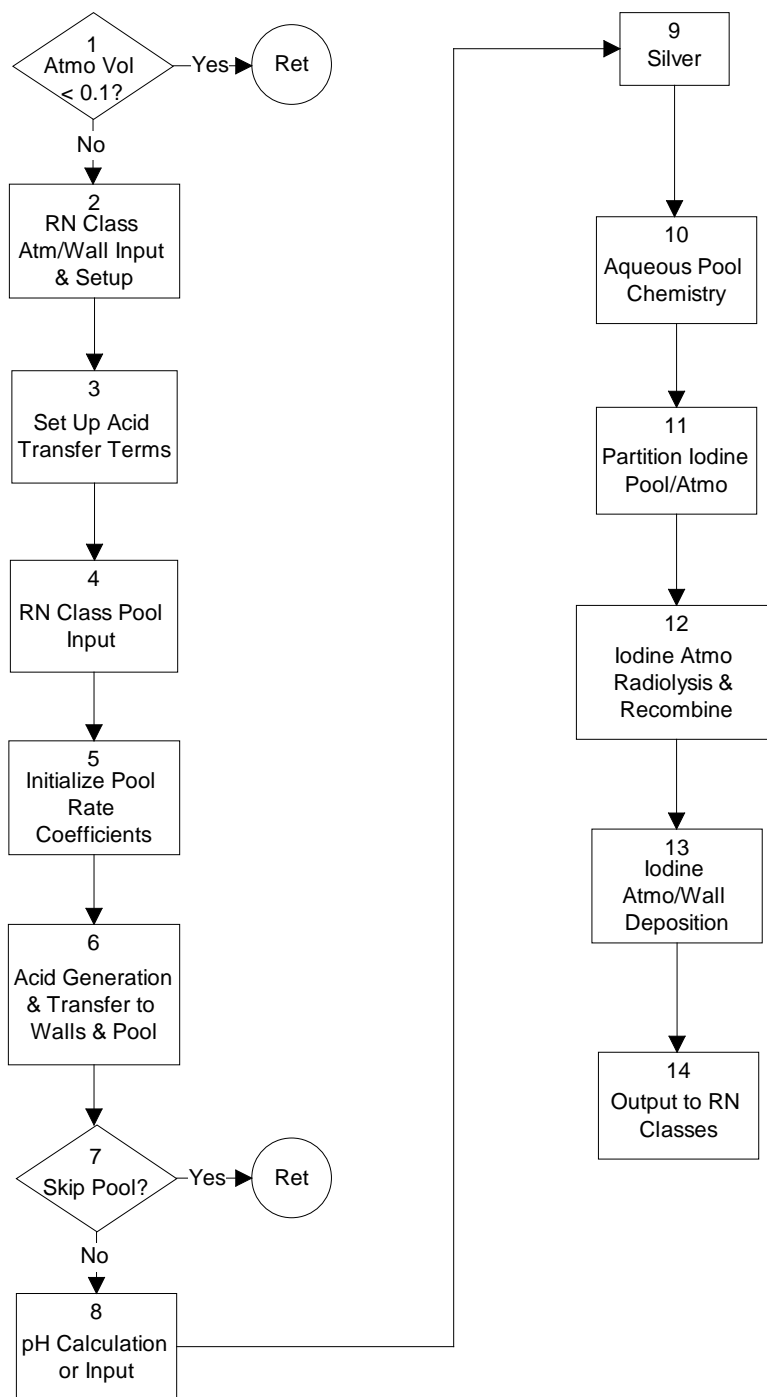 1
Atmo Vol
< 0.1?
Yes
Ret
No
2
RN Class
Atm/Wall Input
& Setup
3
Set Up Acid
Transfer Terms
4
RN Class Pool
Input
5
Initialize Pool
Rate
Coefficients
6
Acid Generation
& Transfer to
Walls & Pool
7
Skip Pool?
Yes
Ret
No
8
pH Calculation
or Input
9
Silver
10
Aqueous Pool
Chemistry
11
Partition Iodine
Pool/Atmo
12
Iodine Atmo
Radiolysis &
Recombine
13
Iodine
Atmo/Wall
Deposition
14
Output to RN
Classes